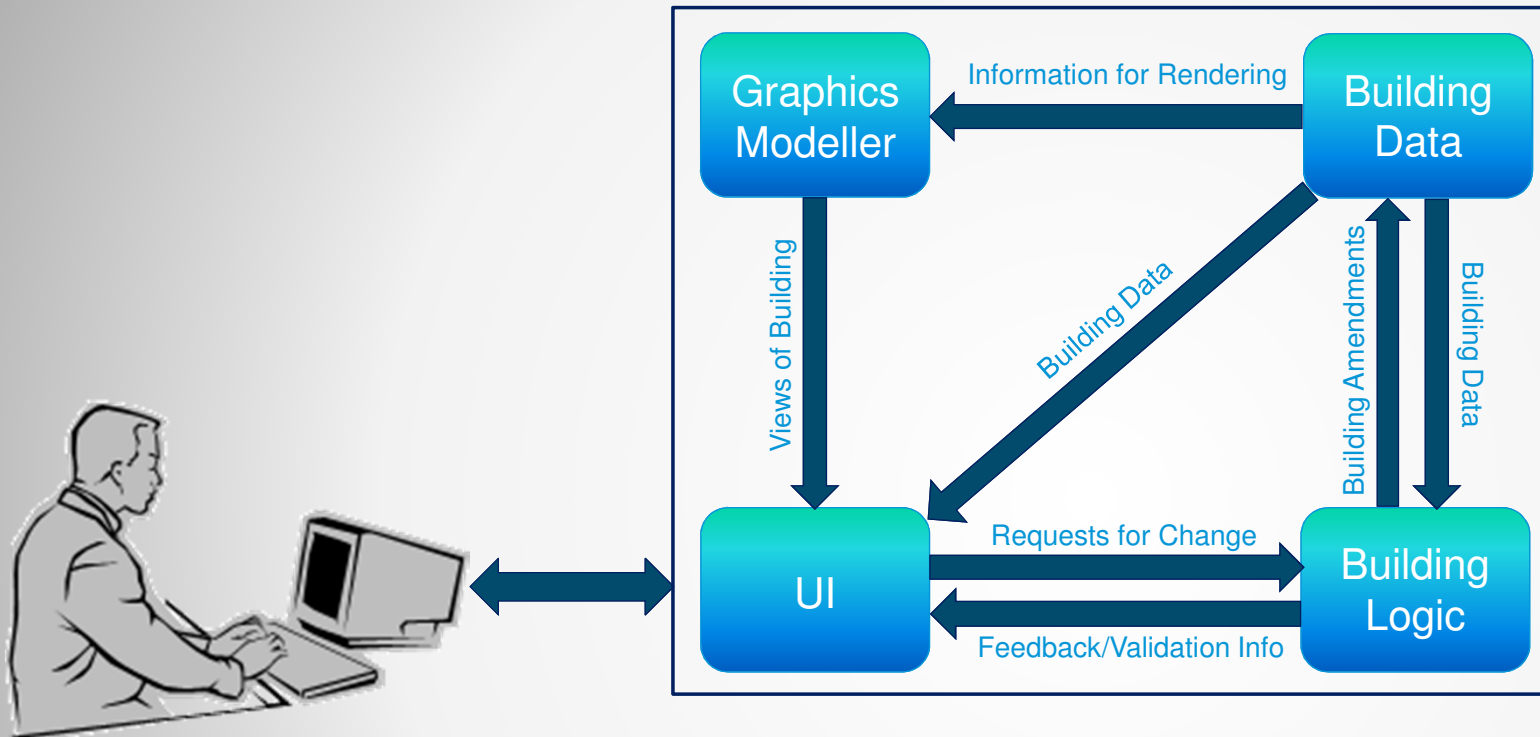 Graphics
Modeller
Information for Rendering
Building
Data
Views of Building
Building Data
Building Amendments
Building Data
UI
Requests for Change
Feedback/Validation Info
Building
Logic